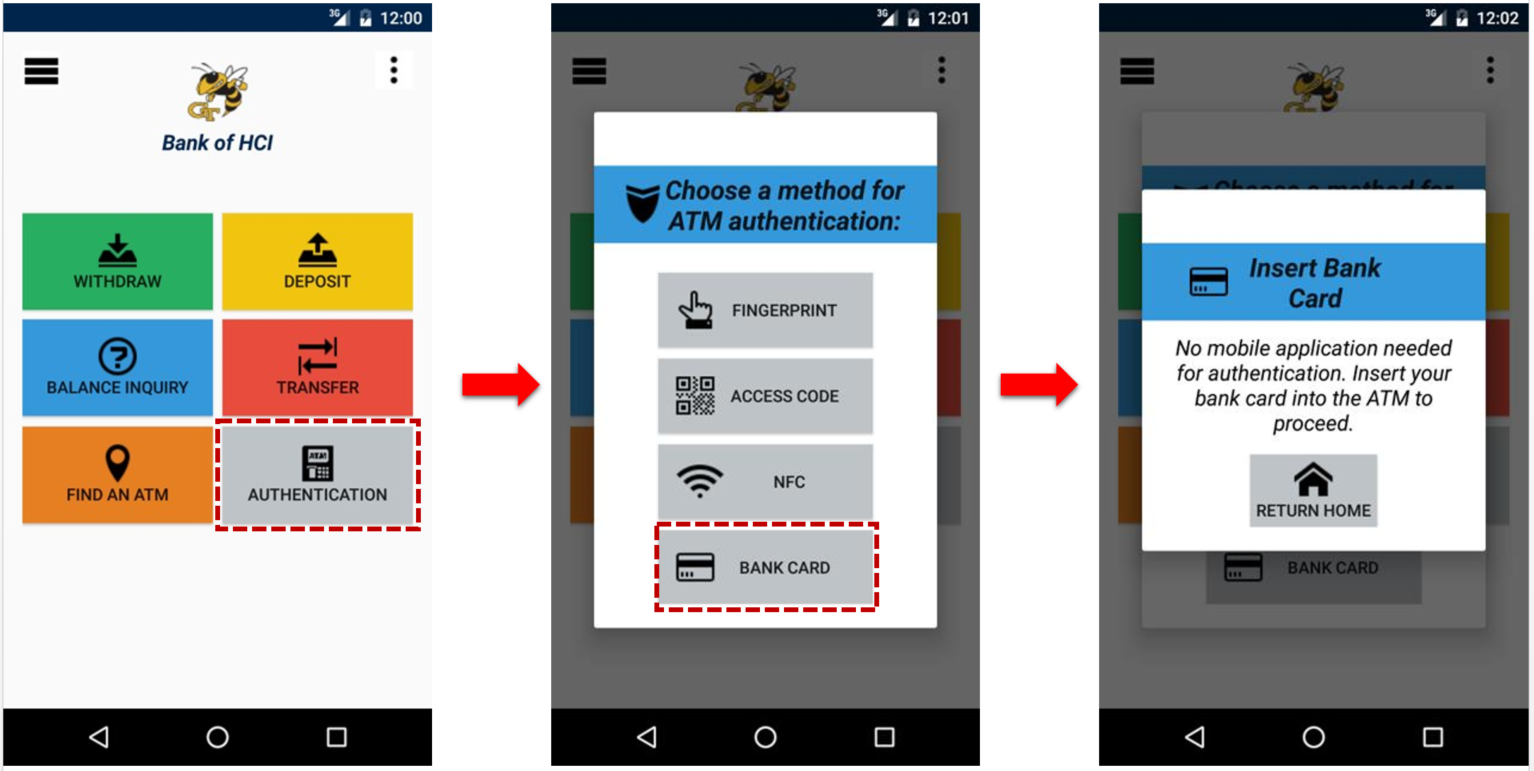 3G 12:00
GT
Bank of HCI
WITHDRAW
DEPOSIT
BALANCE INQUIRY
TRANSFER
FIND AN ATM
ATM
AUTHENTICATION
3G 12:01
Choose a method for
ATM authentication:
FINGERPRINT
ACCESS CODE
NFC
BANK CARD
3G 12:02
Choose a method for
Insert Bank
Card
No mobile application needed
for authentication. Insert your
bank card into the ATM to
proceed.
RETURN HOME
BANK CARD